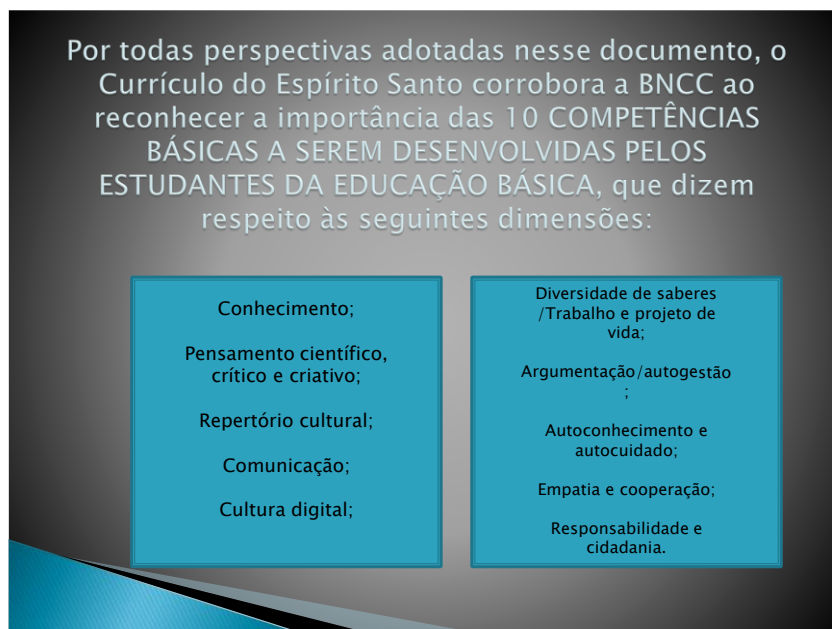 Por todas perspectivas adotadas nesse documento, o
Currículo do Espírito Santo corrobora a BNCC ao
reconhecer a importância das 10 COMPETÊNCIAS
BÁSICAS A SEREM DESENVOLVIDAS PELOS
ESTUDANTES DA EDUCAÇÃO BÁSICA, que dizem
respeito às seguintes dimensões:
Conhecimento;
Pensamento científico,
crítico e criativo;
Repertório cultural;
Comunicação;
Cultura digital;
Diversidade de saberes
/Trabalho e projeto de
vida;
Argumentação/autogestão
;
Autoconhecimento e
autocuidado;
Empatia e cooperação;
Responsabilidade e
cidadania.